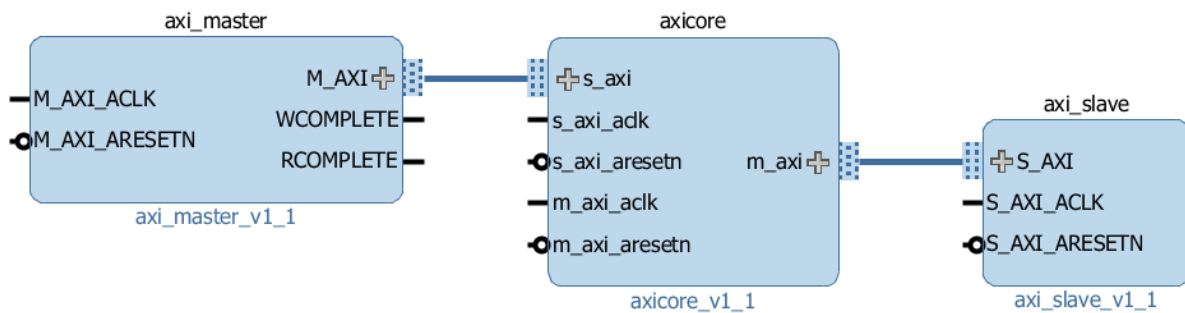 axi_master
M_AXI
M_AXI_ACLK
WCOMPLETE
M_AXI_ARESETN
RCOMPLETE
axi_master_v1_1
axicore
s_axi
s_axi_aclk
s_axi_aresetn
m_axi
m_axi_aclk
m_axi_aresetn
axicore_v1_1
axi_slave
S_AXI
S_AXI_ACLK
S_AXI_ARESETN
axi_slave_v1_1